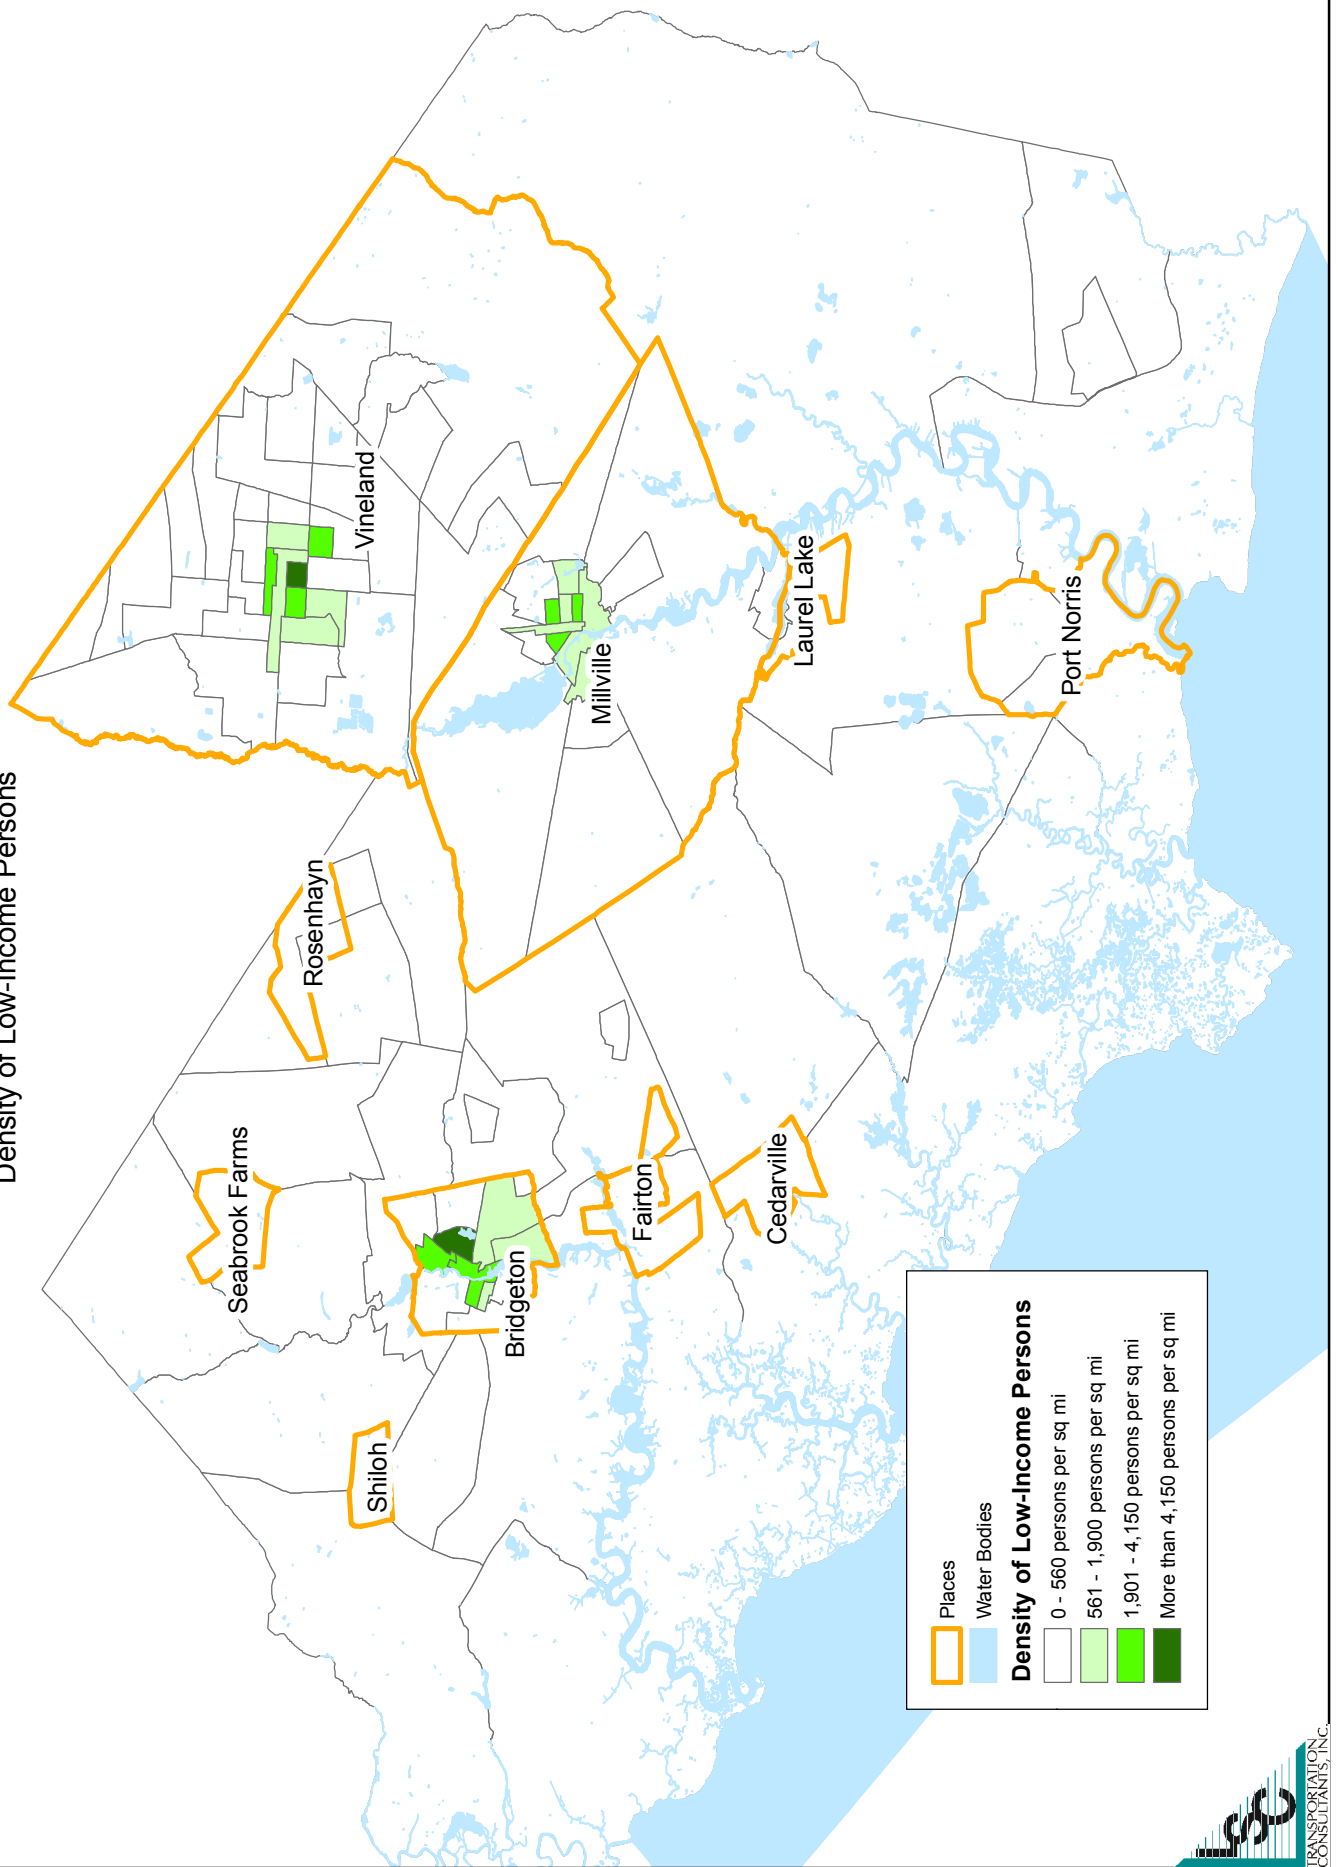 Density of Low-Income Persons
Vineland
Rosenhayn
Seabrook Farms
Shiloh
Bridgeton
Millville
Fairton
Cedarville
Laurel Lake
Port Norris
Places
Water Bodies
Density of Low-Income Persons
0 - 560 persons per sq mi
561 - 1,900 persons per sq mi
1,901 - 4,150 persons per sq mi
More than 4,150 persons per sq mi
LSC
TRANSPORTATION
CONSULTANTS, INC.